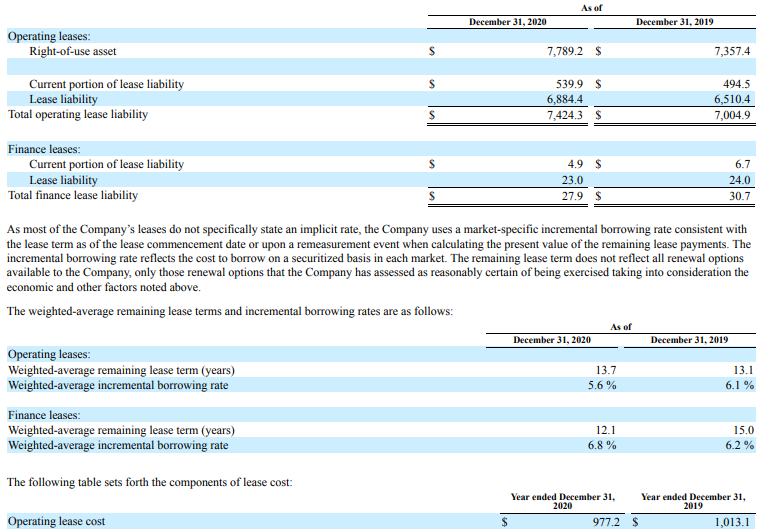 As of
December 31, 2020 December 31, 2019
Operating leases:
Right-of-use asset $ 7,789.2 $ 7,357.4
Current portion of lease liability $ 539.9 $ 494.5
Lease liability 6,884.4 6,510.4
Total operating lease liability $ 7,424.3 $ 7,004.9
Finance leases:
Current portion of lease liability $ 4.9 $ 6.7
Lease liability 23.0 24.0
Total finance lease liability $ 27.9 $ 30.7
As most of the Company’s leases do not specifically state an implicit rate, the Company uses a market-specific incremental borrowing rate consistent with
the lease term as of the lease commencement date or upon a remeasurement event when calculating the present value of the remaining lease payments. The
incremental borrowing rate reflects the cost to borrow on a securitized basis in each market. The remaining lease term does not reflect all renewal options
available to the Company, only those renewal options that the Company has assessed as reasonably certain of being exercised taking into consideration the
economic and other factors noted above.
The weighted-average remaining lease terms and incremental borrowing rates are as follows:
As of
December 31, 2020 December 31, 2019
Operating leases:
Weighted-average remaining lease term (years) 13.7 13.1
Weighted-average incremental borrowing rate 5.6 % 6.1 %
Finance leases:
Weighted-average remaining lease term (years) 12.1 15.0
Weighted-average incremental borrowing rate 6.8 % 6.2 %
The following table sets forth the components of lease cost:
Year ended December 31, Year ended December 31,
2020 2019
Operating lease cost $ 977.2 $ 1,013.1